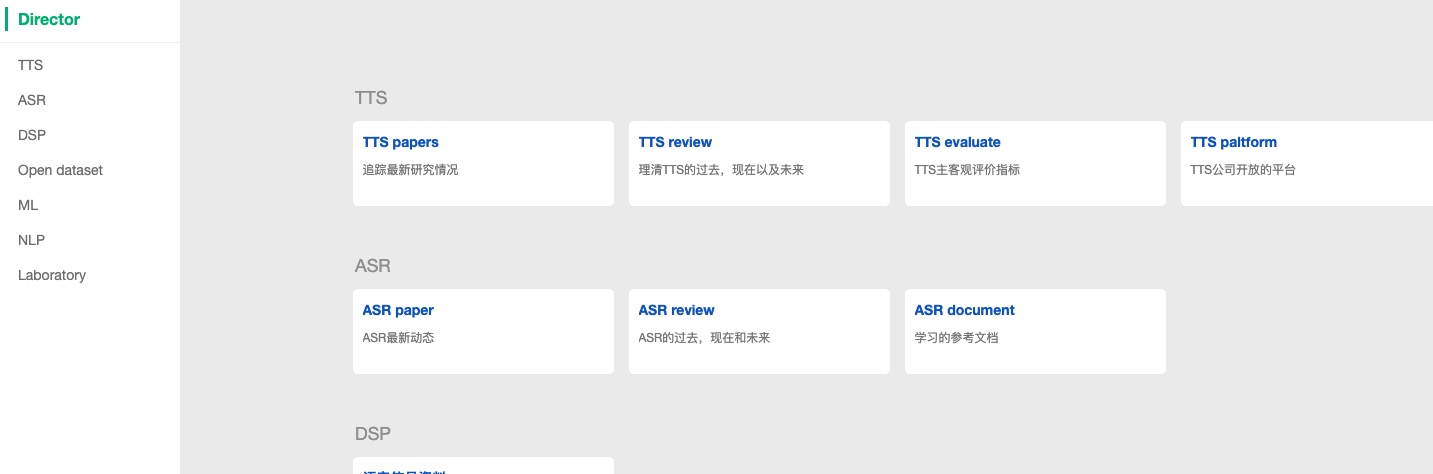 Director
TTS
ASR
DSP
Open dataset
ML
NLP
Laboratory
TTS
TTS papers
追踪最新研究情况
TTS review
理清TTS的过去，现在以及未来
TTS evaluate
TTS主客观评价指标
TTS paltform
TTS公司开放的平台
ASR
ASR paper
ASR最新动态
ASR review
ASR的过去，现在和未来
ASR document
学习的参考文档
DSP